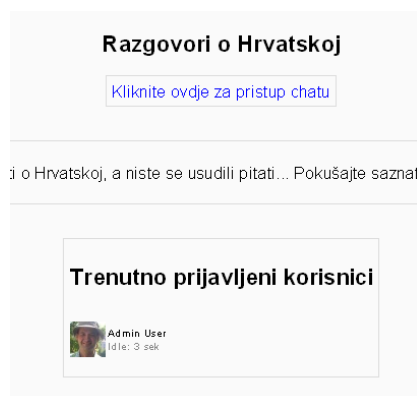 Razgovori o Hrvatskoj
Kliknite ovdje za pristup chatu
o Hrvatskoj, a niste se usudili pitati... Pokušajte
Trenutno prijavljeni korisnici
Admin User
Idle: 3 sek